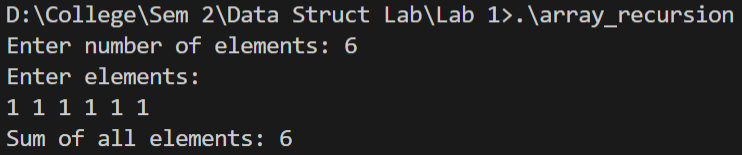 D:\College\Sem 2\Data Struct Lab\Lab 1>.\array_recursion
Enter number of elements: 6
Enter elements:
1 1 1 1 1 1
Sum of all elements: 6